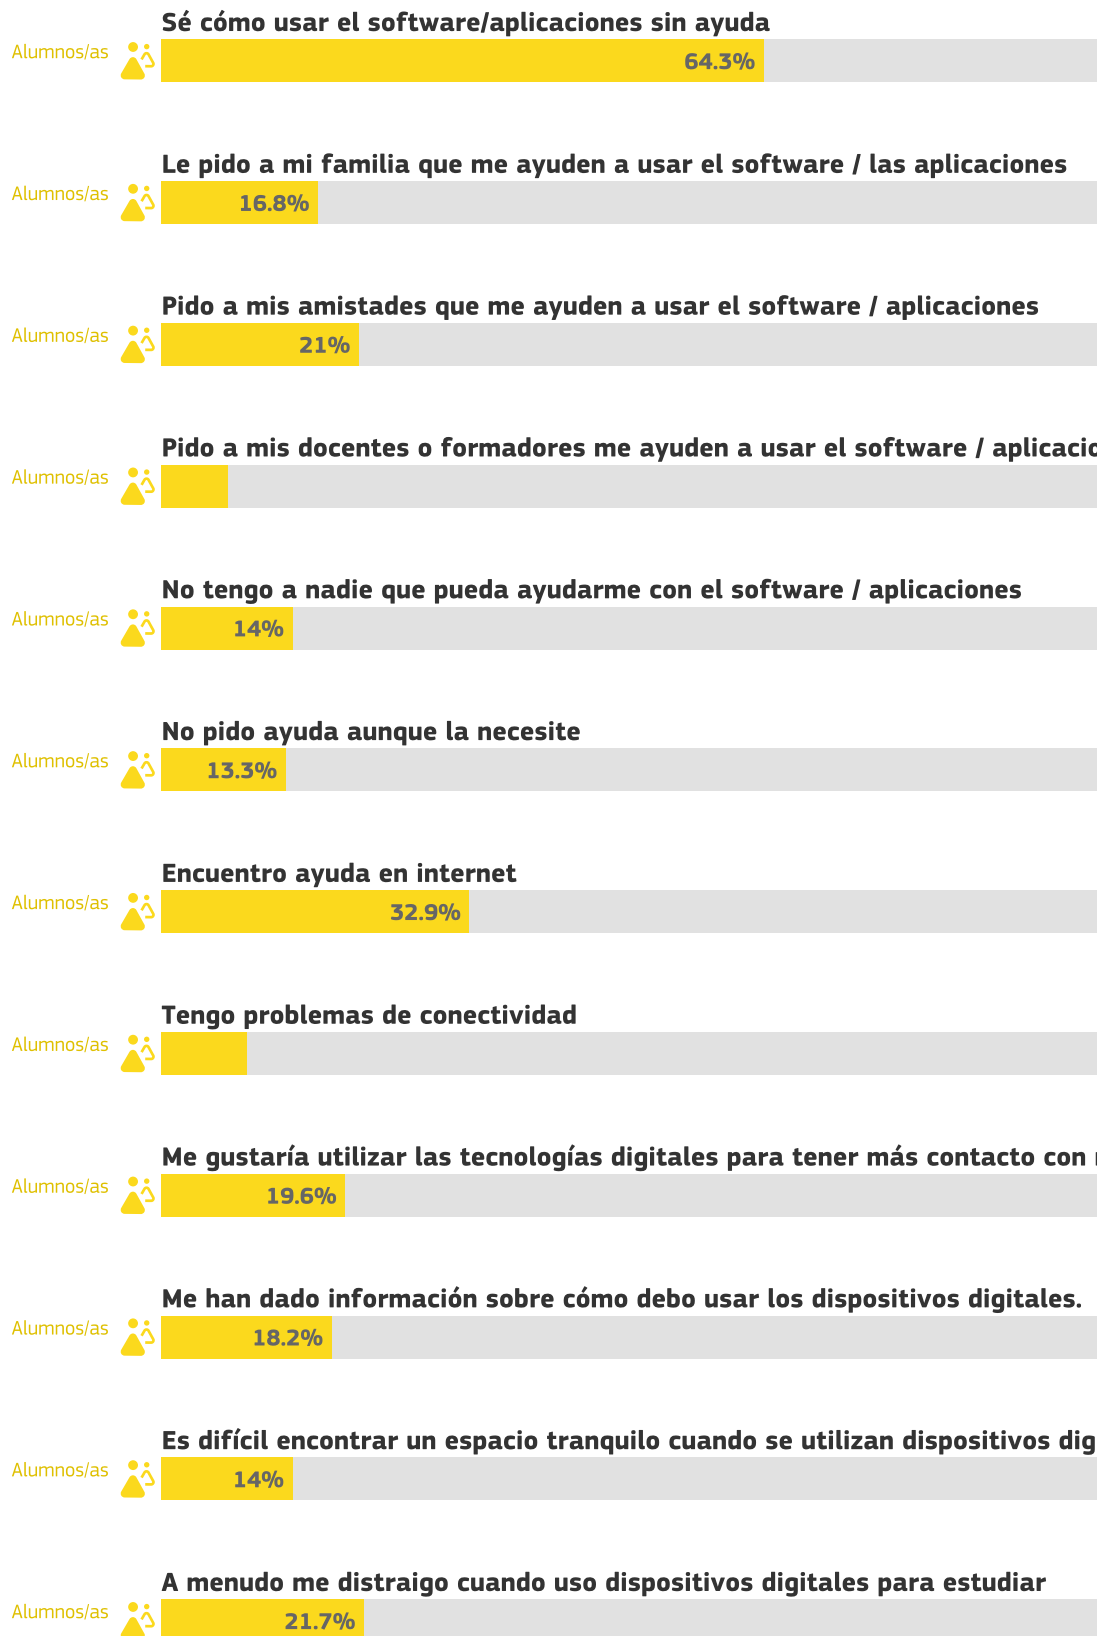 Sé cómo usar el software/aplicaciones sin ayuda
Alumnos/as
64.3%
Le pido a mi familia que me ayuden a usar el software / las aplicaciones
Alumnos/as
16.8%
Pido a mis amistades que me ayuden a usar el software / aplicaciones
Alumnos/as
21%
Pido a mis docentes o formadores me ayuden a usar el software /
Alumnos/as
No tengo a nadie que pueda ayudarme con el software / aplicaciones
Alumnos/as
14%
No pido ayuda aunque la necesite
Alumnos/as
13.3%
Encuentro ayuda en internet
Alumnos/as
32.9%
Tengo problemas de conectividad
Alumnos/as
Me gustaría utilizar las tecnologías digitales para tener más contacto con
Alumnos/as
19.6%
Me han dado información sobre cómo debo usar los dispositivos digitales.
Alumnos/as
18.2%
Es difícil encontrar un espacio tranquilo cuando se utilizan dispositivos dig
Alumnos/as
14%
A menudo me distraigo cuando uso dispositivos digitales para estudiar
Alumnos/as
21.7%